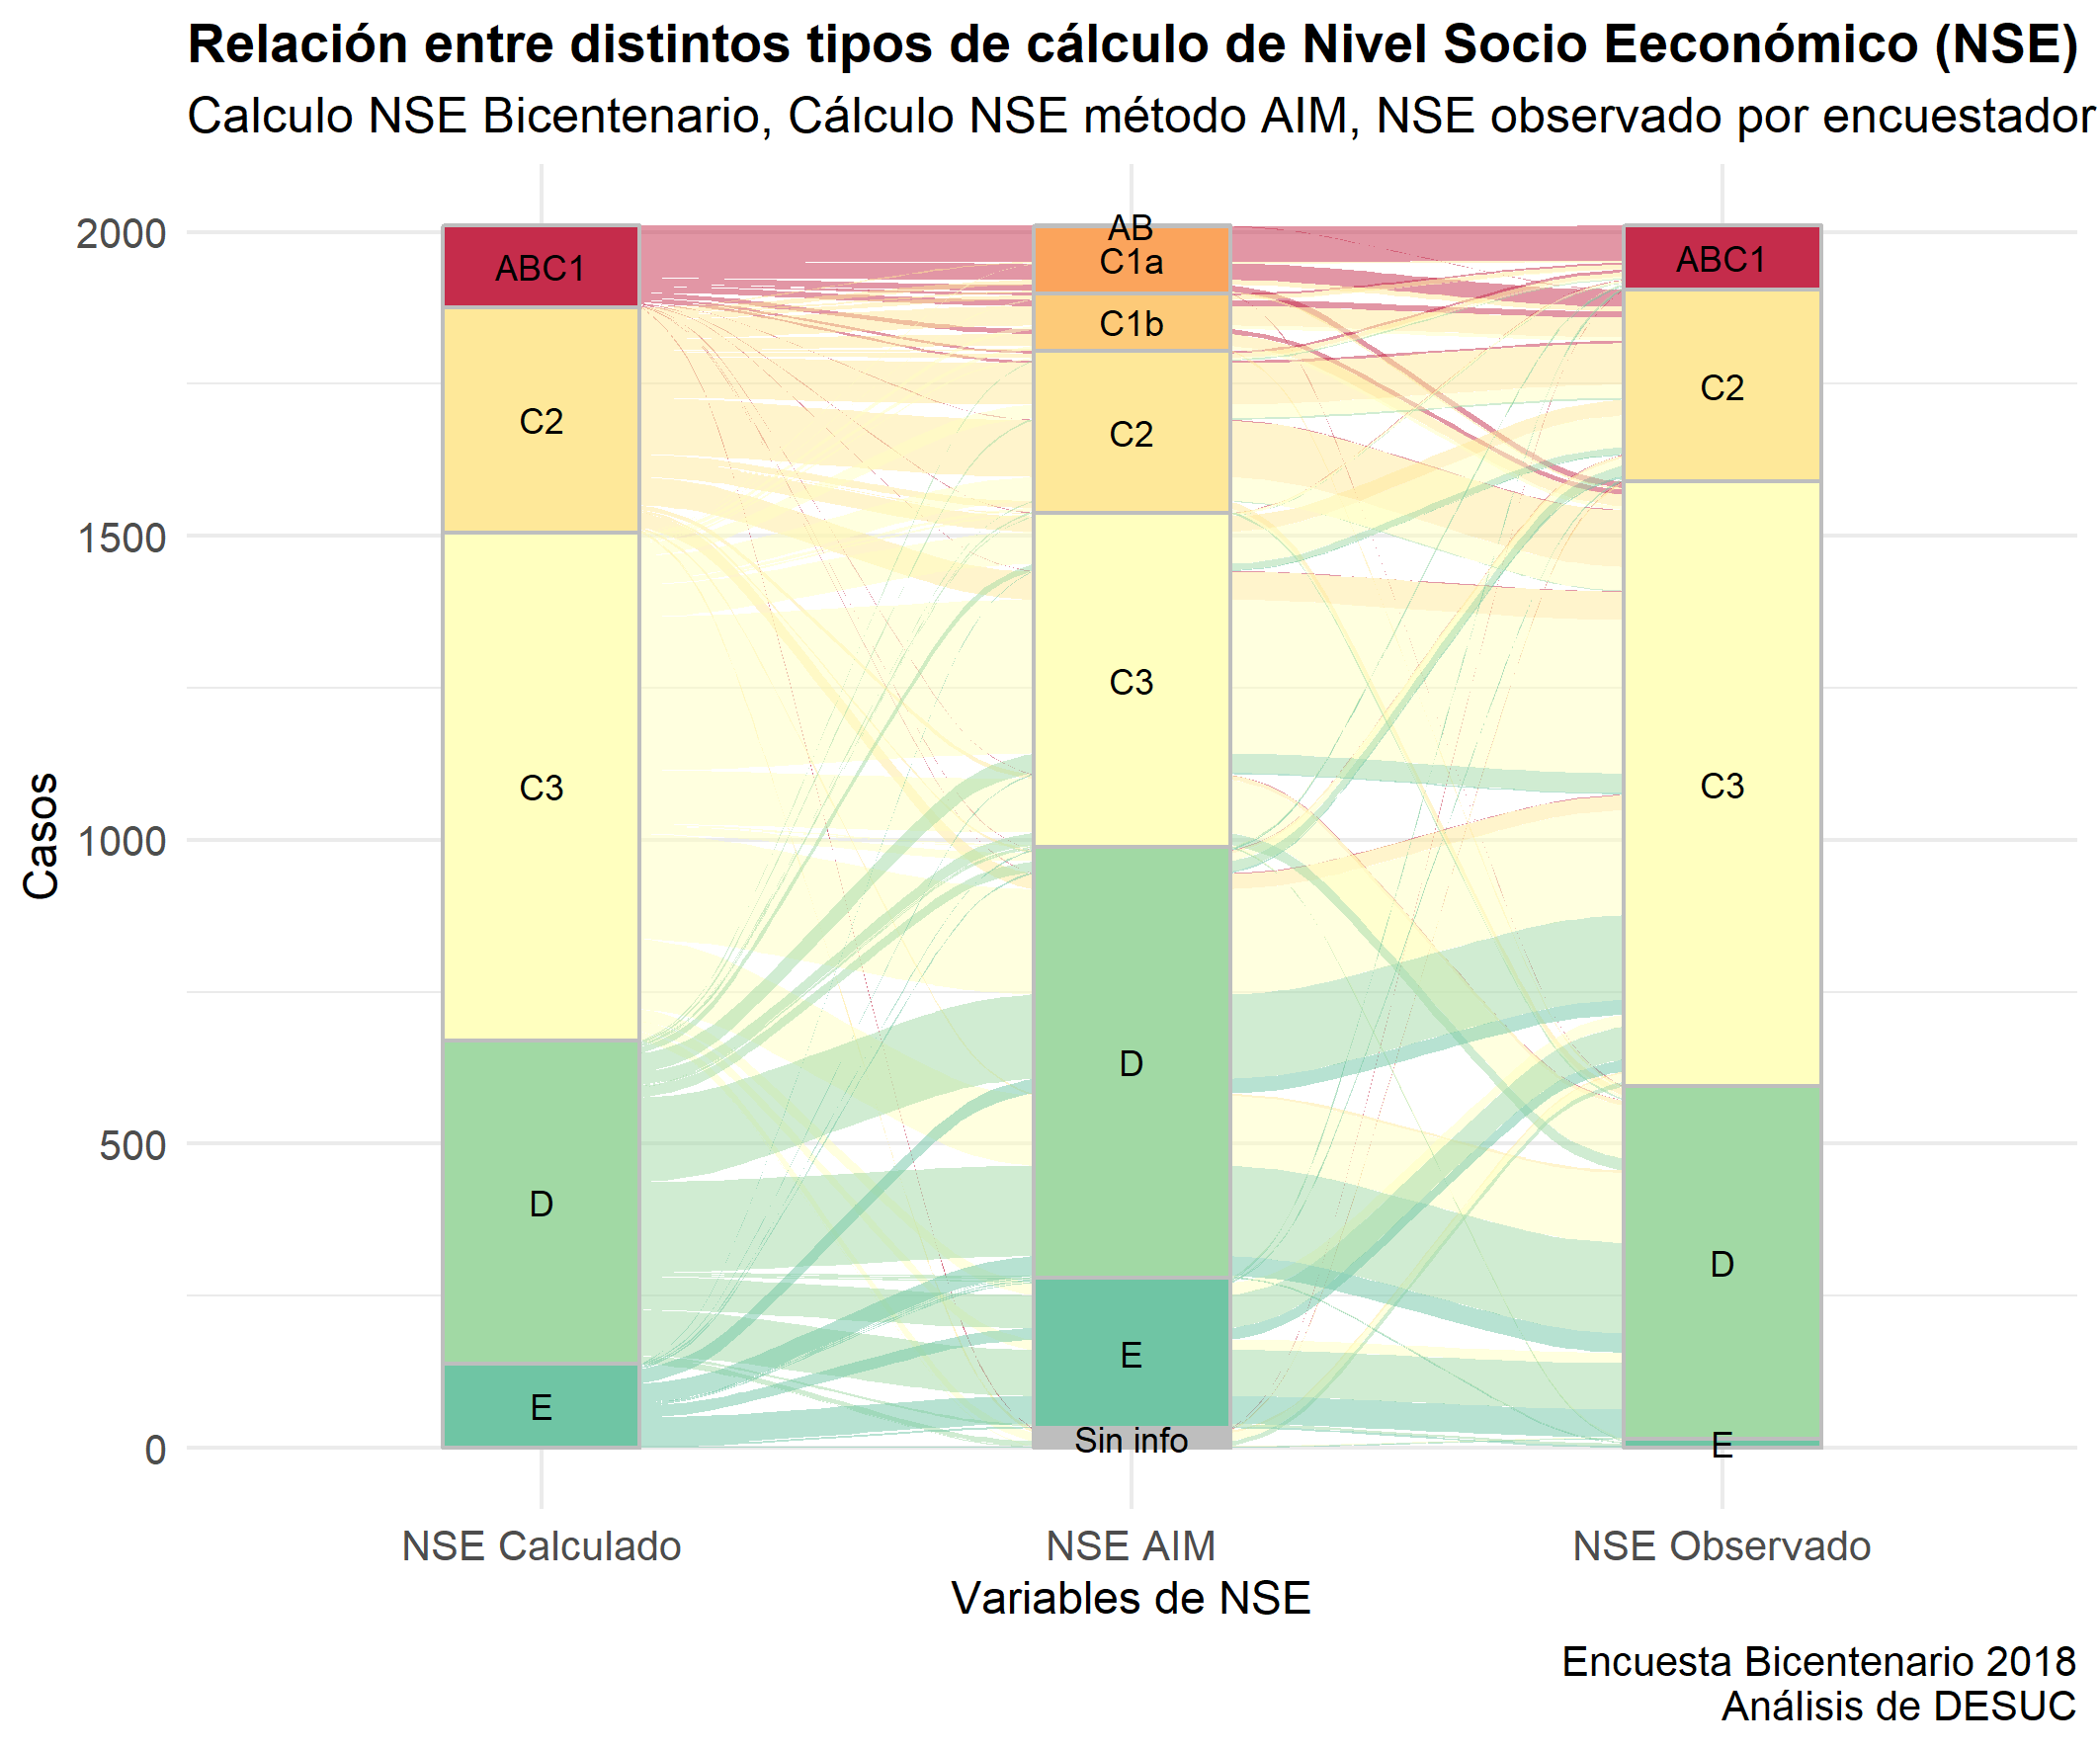 Relación entre distintos tipos de cálculo de Nivel Socio Eeconómico (NSE)
Calculo NSE Bicentenario, Cálculo NSE método AIM, NSE observado por encuestador
Casos
2000
1500
1000
500
0
ABC1
C2
C3
D
E
AB
C1a
C1b
C2
C3
D
E
Sin info
ABC1
C2
C3
D
E
NSE Calculado
NSE AIM
NSE Observado
Variables de NSE
Encuesta Bicentenario 2018
Análisis de DESUC